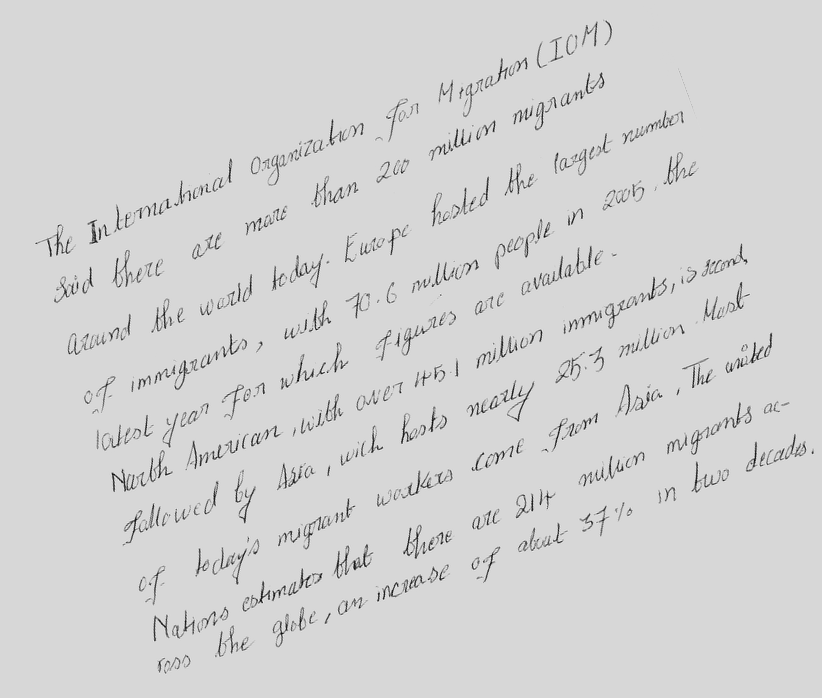 The International Organization for Migration (IOM)
said there are more than 200 million migrants
around the world today. Europe hosted the largest number
of immigrants, with 70.6 million people in 2005, the
latest year for which figures are available.
North American, with over 45.1 million immigrants, is second,
followed by Asia, wich hosts nearly 25.3 million. Most
of today's migrant workers come from Asia, The united
Nations estimates that there are 214 million migrants ac-
ross the globe, an increase of about 37% in two decades.